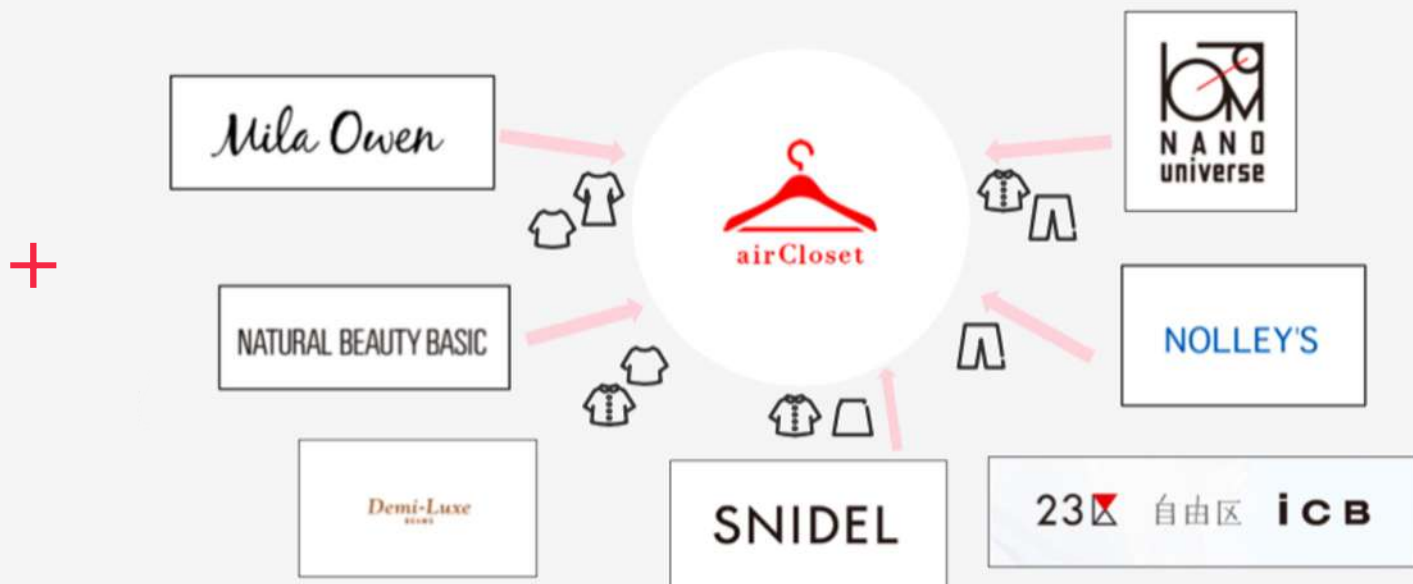 Mila Owen
NANO
universe
airCloset
NATURAL BEAUTY BASIC
NOLLEY'S
Demi-Luxe
BEAMS
SNIDEL
23区 自由区 iCB